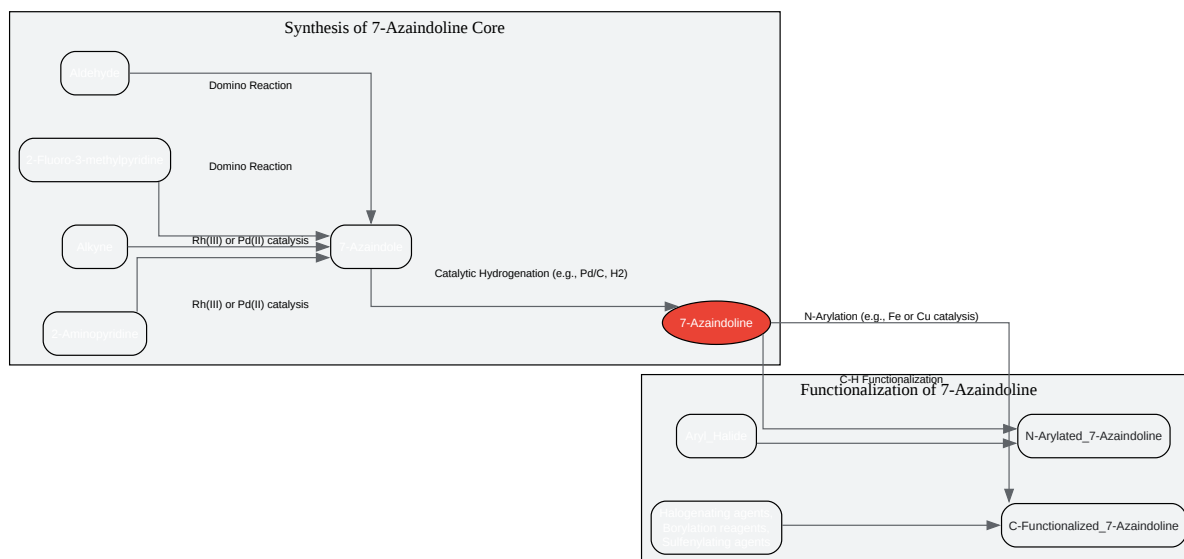 Synthesis of 7-Azaindoline Core
Aldehyde
Domino Reaction
2-Fluoro-3-methylpyridine
Domino Reaction
Alkyne
Rh(III) or Pd(II) catalysis
7-Azaindole
Catalytic Hydrogenation (e.g., Pd/C, H2)
Rh(III) or Pd(II) catalysis
2-Aminopyridine
7-Azaindoline
N-Arylation (e.g., Fe or Cu catalysis)
C-H Functionalization
Functionalization of 7-Azaindoline
Aryl_Halide
N-Arylated_7-Azaindoline
Halogenating agents,
Borylation reagents,
Sulfenylating agents
C-Functionalized_7-Azaindoline